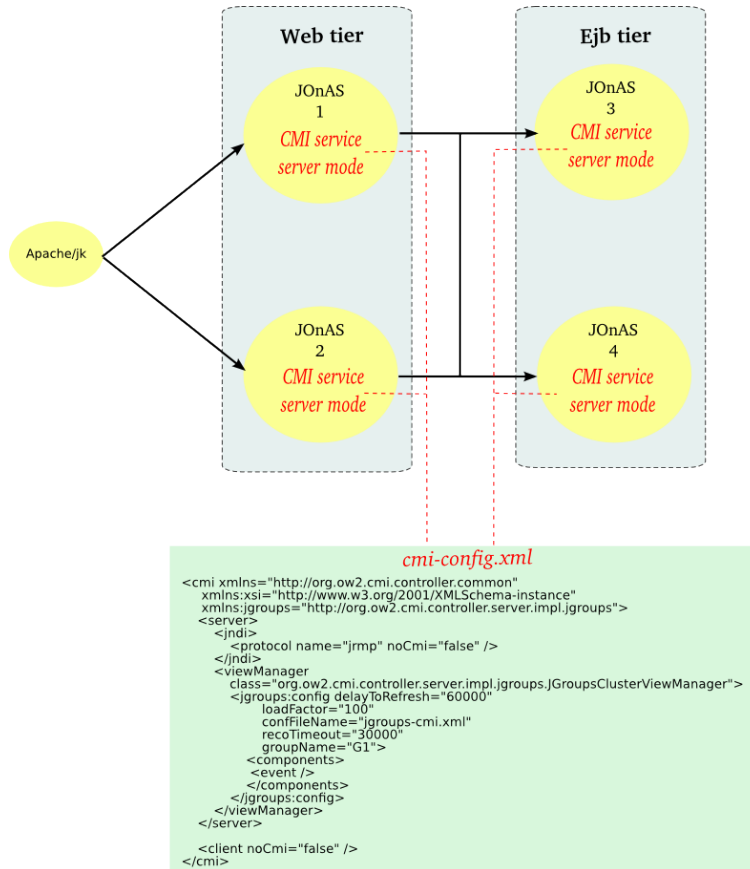 Web tier
Ejb tier
JOnAS
1
CMI service
server mode
JOnAS
3
CMI service
server mode
Apache/jk
JOnAS
2
CMI service
server mode
JOnAS
4
CMI service
server mode
cmi-config.xml
<cmi xmlns="http://org.ow2.cmi.controller.common"
xmlns:xsi="http://www.w3.org/2001/XMLSchema-instance"
xmlns:jgroups="http://org.ow2.cmi.controller.server.impl.jgroups">
<server>
<jndi>
<protocol name="jrmp" noCmi="false" />
</jndi>
<viewManager
class="org.ow2.cmi.controller.server.impl.jgroups.JGroupsClusterViewManager">
<jgroups:config delayToRefresh="60000"
loadFactor="100"
confFileName="jgroups-cmi.xml"
recoTimeout="30000"
groupName="G1">
<components>
<event />
</components>
</jgroups:config>
</viewManager>
</server>
<client noCmi="false" />
</cmi>